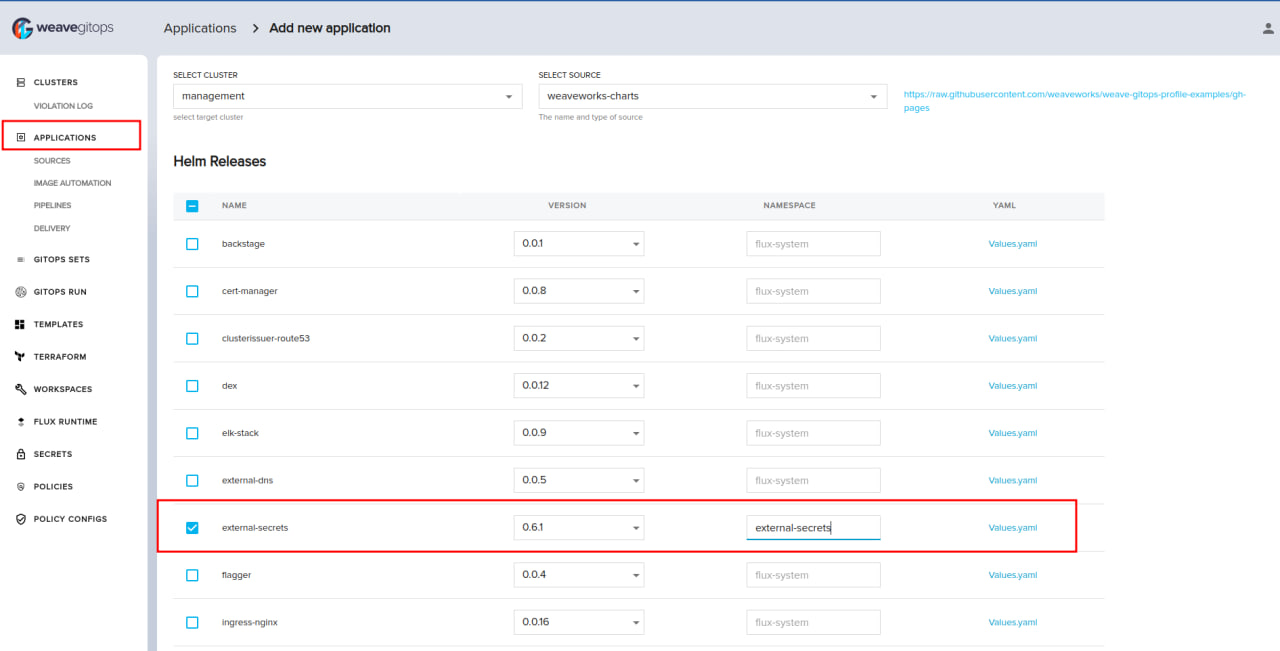 weavegitops
Applications > Add new application
CLUSTERS
VIOLATION LOG
APPLICATIONS
SOURCES
IMAGE AUTOMATION
PIPELINES
DELIVERY
GITOPS SETS
GITOPS RUN
TEMPLATES
TERRAFORM
WORKSPACES
FLUX RUNTIME
SECRETS
POLICIES
POLICY CONFIGS
SELECT CLUSTER
management
select target cluster
SELECT SOURCE
weaveworks-charts
The name and type of source
https://raw.githubusercontent.com/weaveworks/weave-gitops-profile-examples/gh-
pages
Helm Releases
NAME VERSION NAMESPACE YAML
backstage 0.0.1 flux-system Values.yaml
cert-manager 0.0.8 flux-system Values.yaml
clusterissuer-route53 0.0.2 flux-system Values.yaml
dex 0.0.12 flux-system Values.yaml
elk-stack 0.0.9 flux-system Values.yaml
external-dns 0.0.5 flux-system Values.yaml
external-secrets 0.6.1 external-secrets Values.yaml
flagger 0.0.4 flux-system Values.yaml
ingress-nginx 0.0.16 flux-system Values.yaml